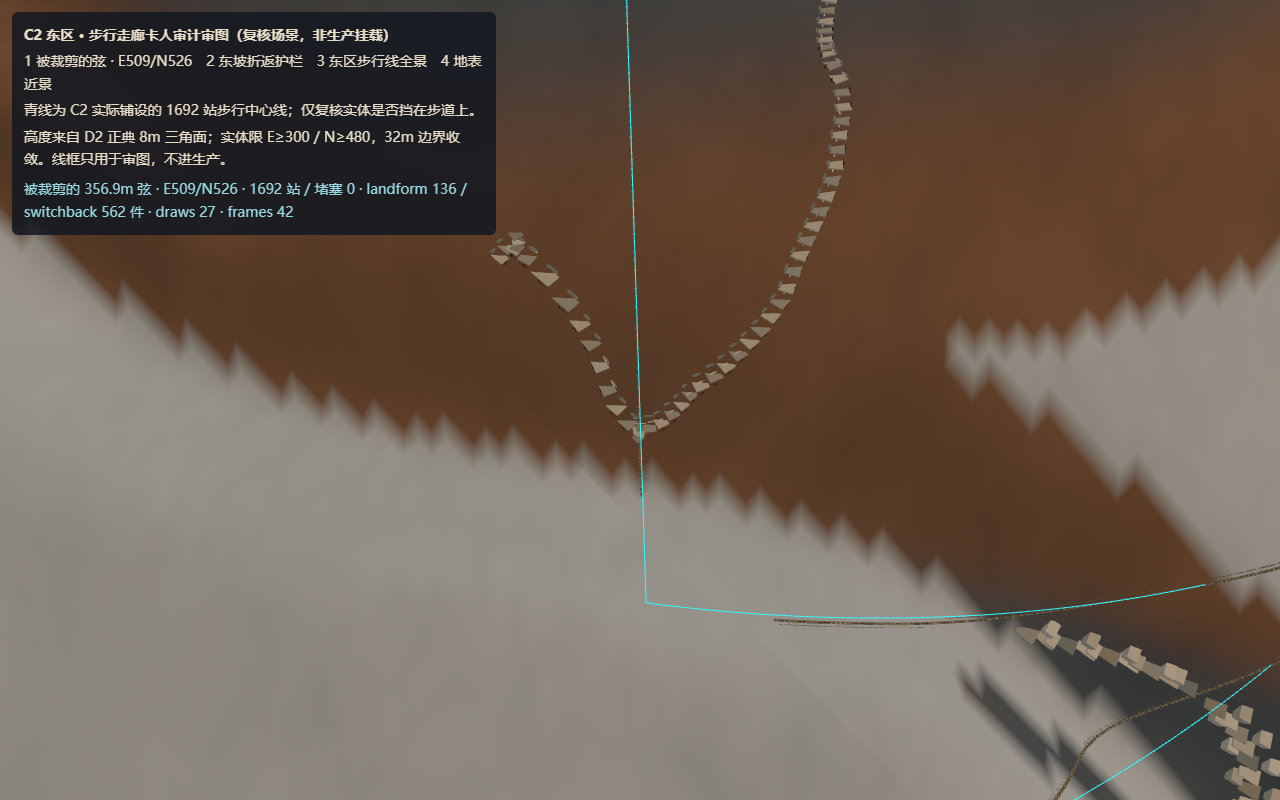 C2 东区 • 步行走廊卡人审计审图（复核场景，非生产挂载）
1 被裁剪的弦 · E509/N526 2 东坡折返护栏 3 东区步行线全景 4 地表
近景
青线为 C2 实际铺设的 1692 站步行中心线；仅复核实体是否挡在步道上。
高度来自 D2 正典 8m 三角面；实体限 E≥300 / N≥480，32m 边界收
敛。线框只用于审图，不进生产。
被裁剪的 356.9m 弦 · E509/N526 · 1692 站 / 堵塞 0 · landform 136 /
switchback 562 件 · draws 27 · frames 42